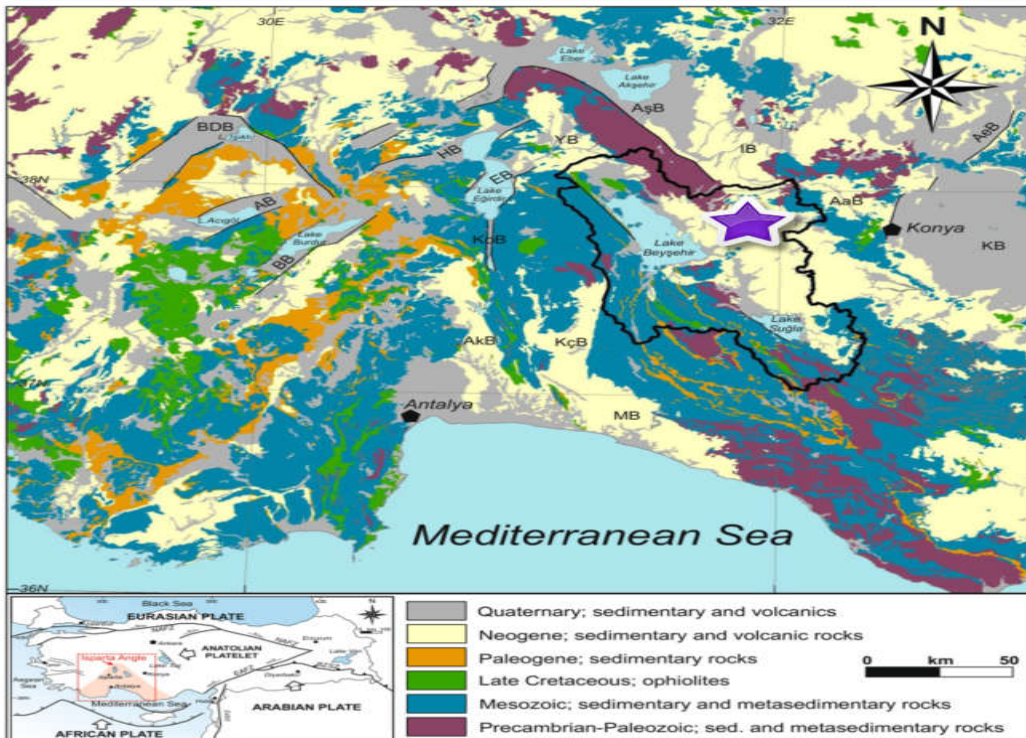 30E
32E
N
Lake
Eber
Lake
Akşehir
BDB
AşB
YB
IB
AeB
HB
38N
EB
Lake
Eğirdir
AB
AaB
L. Acıgöl
Lake
Burdur
Konya
KoB
Lake
Beyşehir
KB
BB
Lake
Suğla
AkB
KçB
37N
Antalya
MB
Mediterranean Sea
36N
Black Sea
EURASIAN PLATE
ANATOLIAN
PLATELET
Isparta Angle
Aegean
Sea
Mediterranean Sea
ARABIAN PLATE
AFRICAN PLATE
Quaternary; sedimentary and volcanics
Neogene; sedimentary and volcanic rocks
Paleogene; sedimentary rocks
Late Cretaceous; ophiolites
Mesozoic; sedimentary and metasedimentary rocks
Precambrian-Paleozoic; sed. and metasedimentary rocks
0 km 50